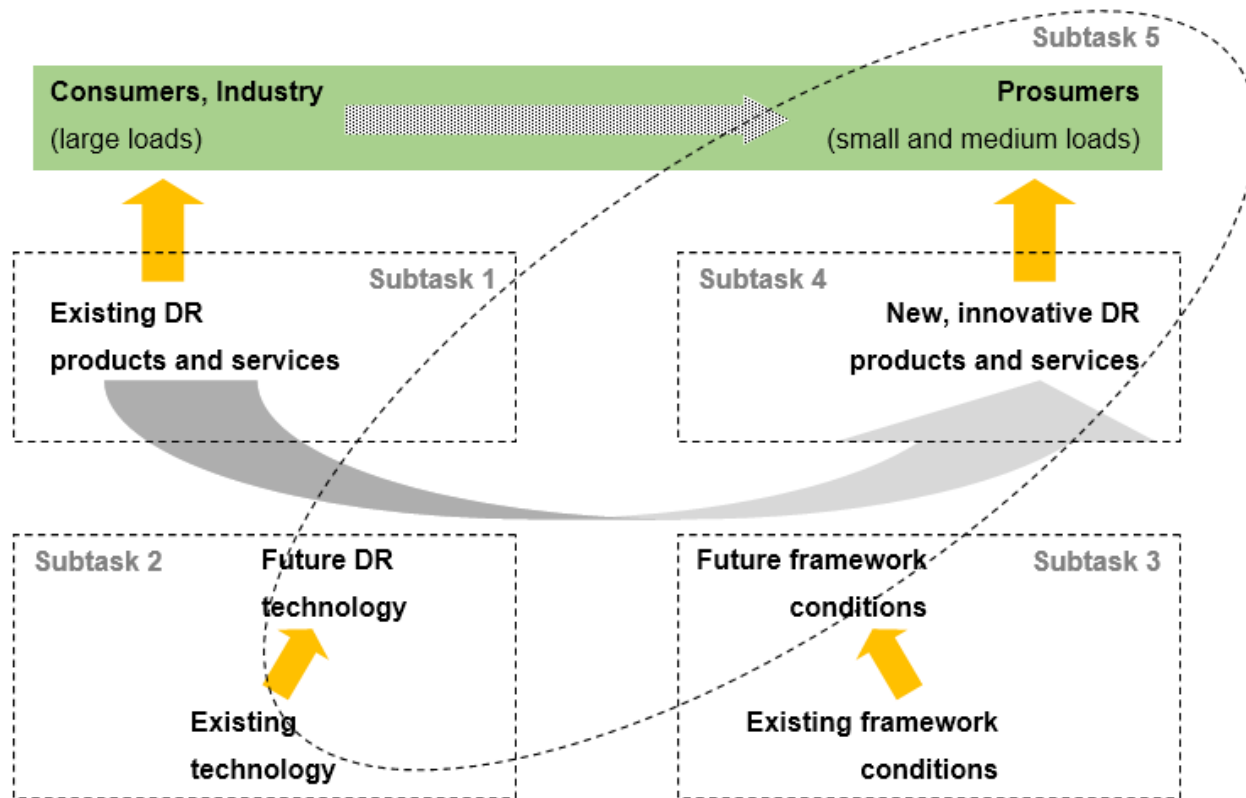 Subtask 5
Consumers, Industry
(large loads)
Prosumers
(small and medium loads)
Subtask 1
Existing DR
products and services
Subtask 4
New, innovative DR
products and services
Subtask 2
Future DR
technology
Existing
technology
Subtask 3
Future framework
conditions
Existing framework
conditions